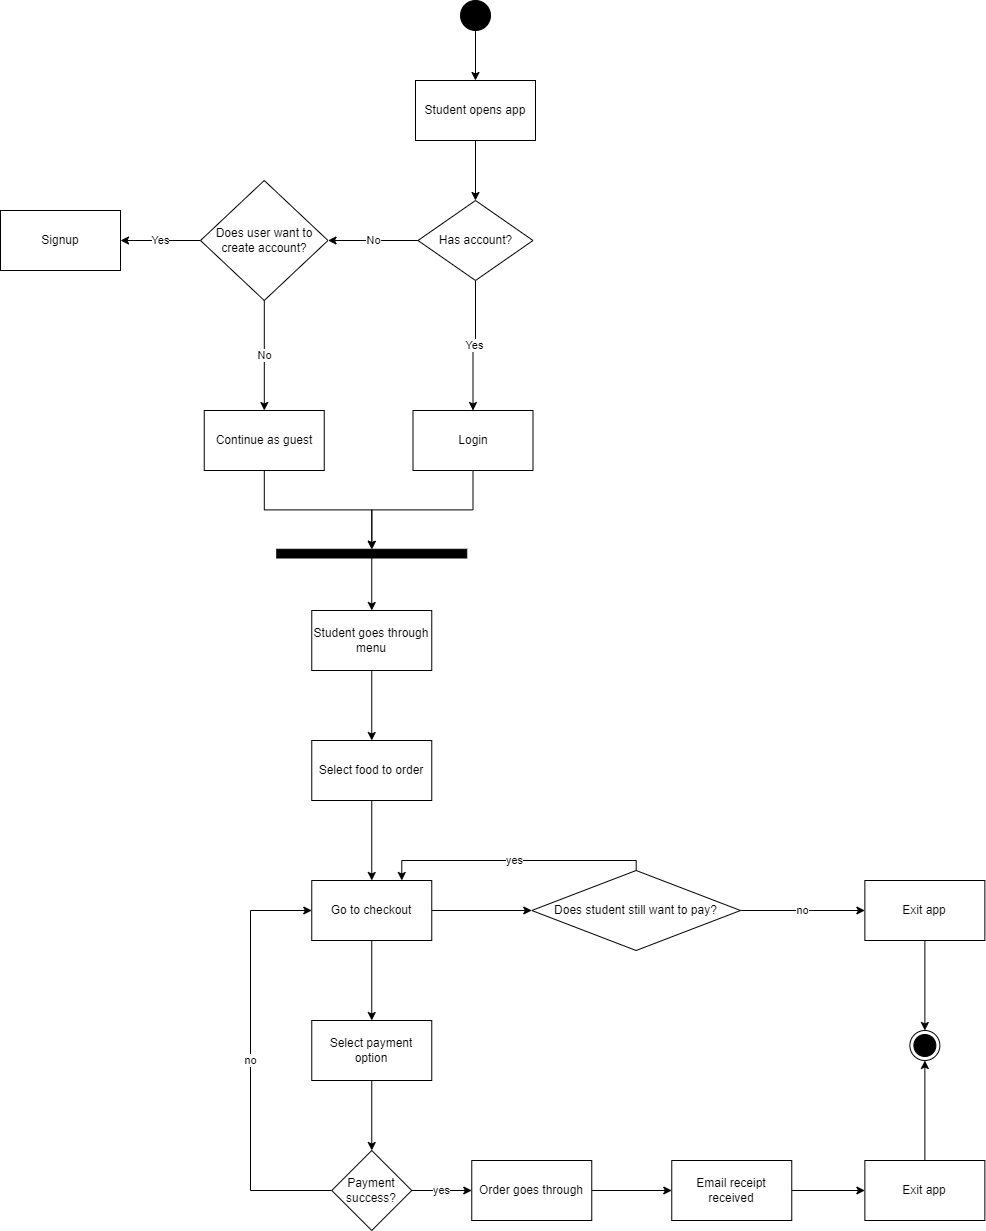 Student opens app
Signup
Yes
Does user want to
create account?
No
Has account?
No
Yes
Continue as guest
Login
Student goes through
menu
Select food to order
yes
Go to checkout
Does student still want to pay?
no
Exit app
no
Select payment
option
Payment
success?
yes
Order goes through
Email receipt
received
Exit app